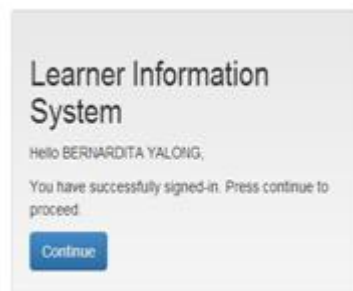 Learner Information
System
Hello BERNARDITA YALONG,
You have successfully signed-in. Press continue to
proceed.
Continue